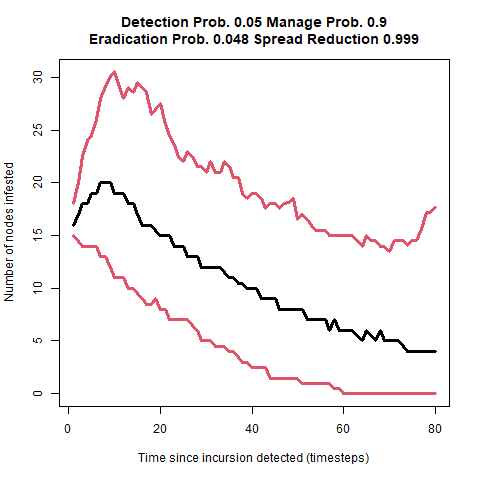 Detection Prob. 0.05 Manage Prob. 0.9
Eradication Prob. 0.048 Spread Reduction 0.999
Number of nodes infested
30
25
20
15
10
5
0
0 20 40 60 80
Time since incursion detected (timesteps)